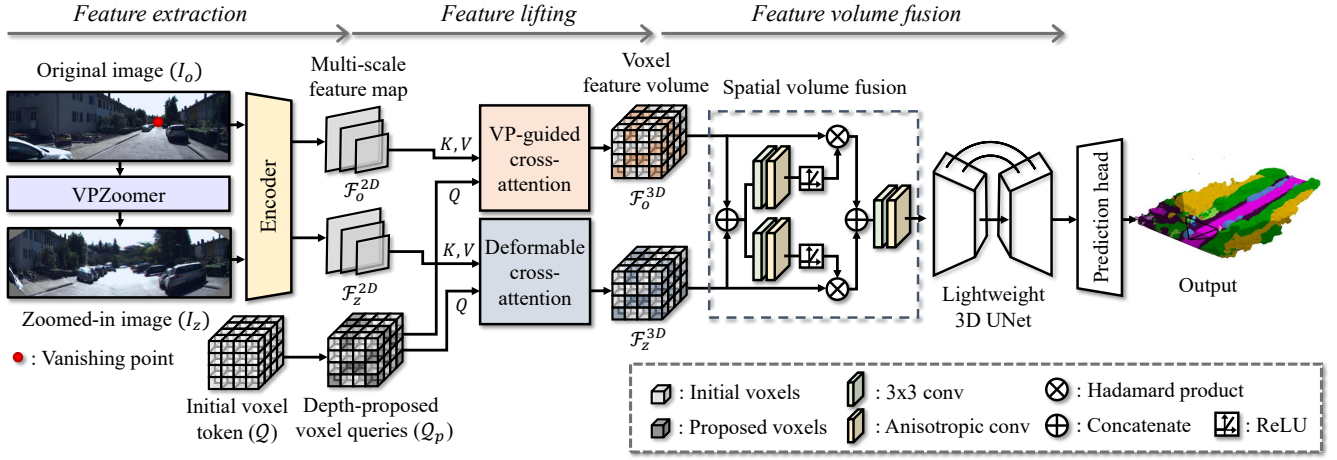 Feature extraction
Feature lifting
Feature volume fusion
Original image (I_o)
VPZoomer
Zoomed-in image (I_z)
: Vanishing point
Encoder
Multi-scale
feature map
F_o^{2D}
F_z^{2D}
Initial voxel
token (Q)
Depth-proposed
voxel queries (Q_p)
K, V
Q
K, V
Q
VP-guided
cross-
attention
Deformable
cross-
attention
Voxel
feature volume
F_o^{3D}
F_z^{3D}
Spatial volume fusion
Lightweight
3D UNet
Prediction head
Output
: Initial voxels
: 3x3 conv
: Hadamard product
: Proposed voxels
: Anisotropic conv
: Concatenate
: ReLU